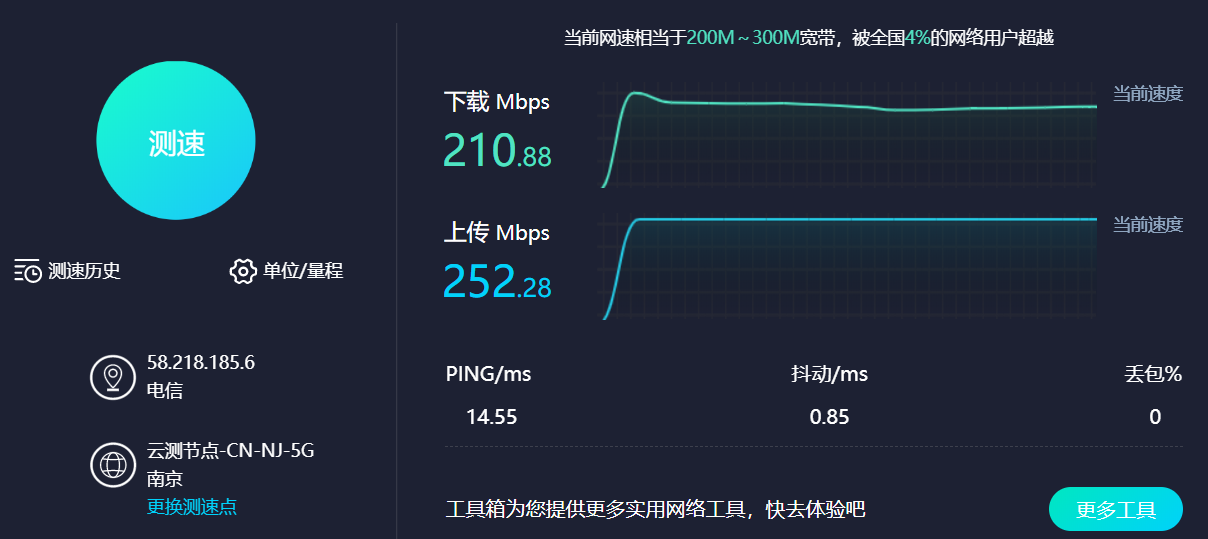 测速
测速历史
单位/量程
58.218.185.6
电信
云测节点-CN-NJ-5G
南京
更换测速点
当前网速相当于200M~300M宽带，被全国4%的网络用户超越
下载 Mbps
210.88
当前速度
上传 Mbps
252.28
当前速度
PING/ms 抖动/ms 丢包%
14.55 0.85 0
工具箱为您提供更多实用网络工具，快去体验吧
更多工具